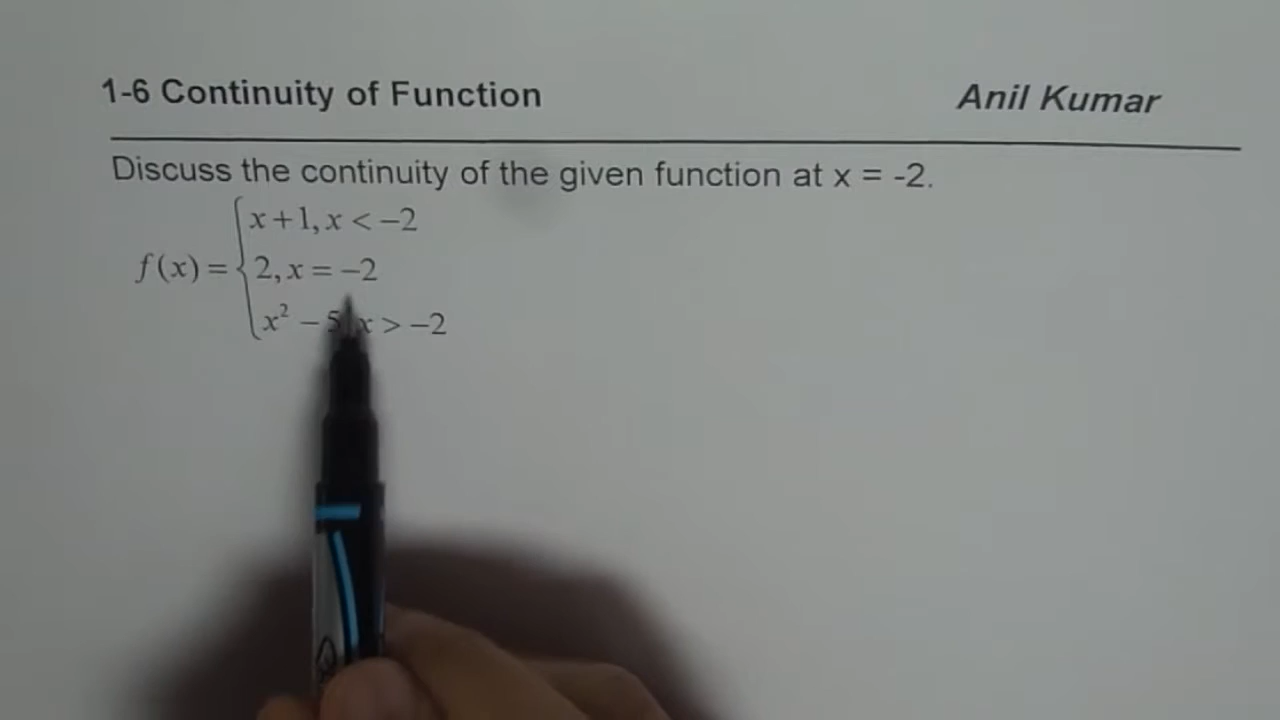 1-6 Continuity of Function
Anil Kumar
Discuss the continuity of the given function at x = -2.
x + 1, x < −2
f(x) = { 2, x = −2
x² − 5, x > −2